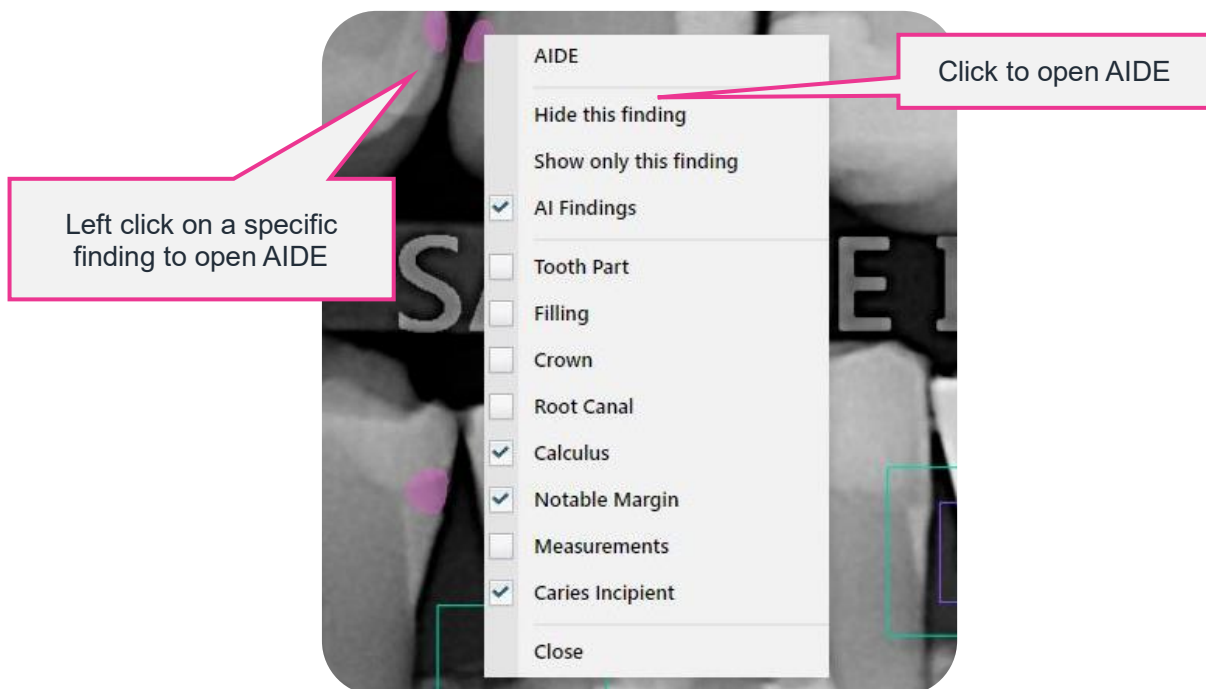 AIDE
Click to open AIDE
Hide this finding
Show only this finding
Left click on a specific
finding to open AIDE
AI Findings
Tooth Part
Filling
Crown
Root Canal
Calculus
Notable Margin
Measurements
Caries Incipient
Close
S
E